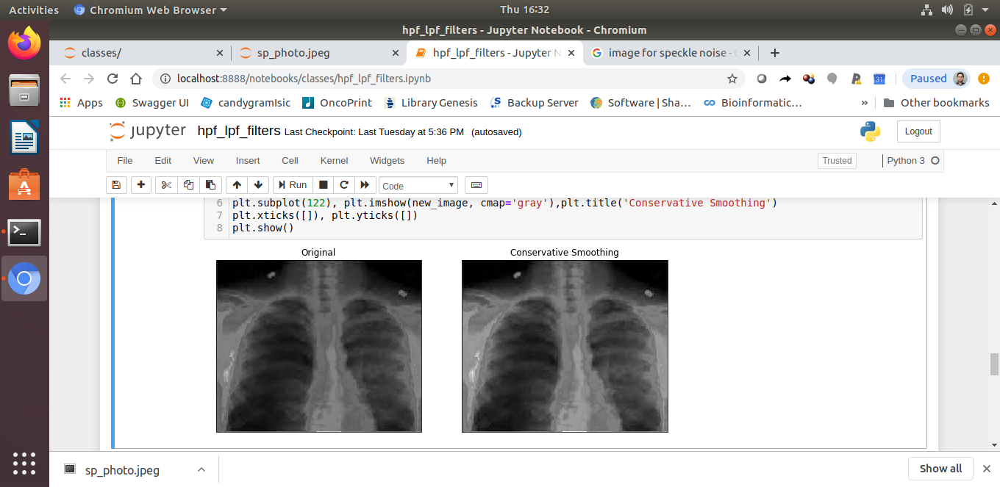 Activities Chromium Web Browser Thu 16:32
hpf_lpf_filters - Jupyter Notebook - Chromium
classes/ sp_photo.jpeg hpf_lpf_filters - Jupyter N image for speckle noise -
localhost:8888/notebooks/classes/hpf_lpf_filters.ipynb 31 Paused
Apps Swagger UI candygramIsic OncoPrint Library Genesis Backup Server Software | Sha... Bioinformatic... » Other bookmarks
jupyter hpf_lpf_filters Last Checkpoint: Last Tuesday at 5:36 PM (autosaved) Logout
File Edit View Insert Cell Kernel Widgets Help Trusted Python 3
Run Code
6 plt.subplot(122), plt.imshow(new_image, cmap='gray'),plt.title('Conservative Smoothing')
7 plt.xticks([]), plt.yticks([])
8 plt.show()
Original Conservative Smoothing
sp_photo.jpeg Show all